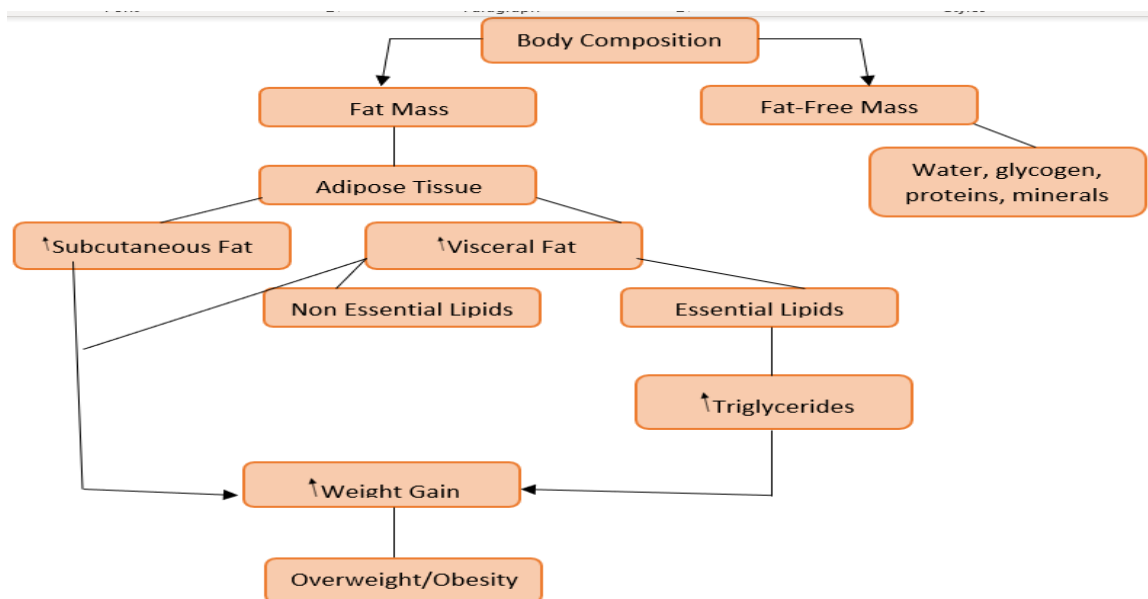 Body Composition
Fat Mass
Fat-Free Mass
Adipose Tissue
Water, glycogen,
proteins, minerals
↑Subcutaneous Fat
↑Visceral Fat
Non Essential Lipids
Essential Lipids
↑Triglycerides
↑Weight Gain
Overweight/Obesity